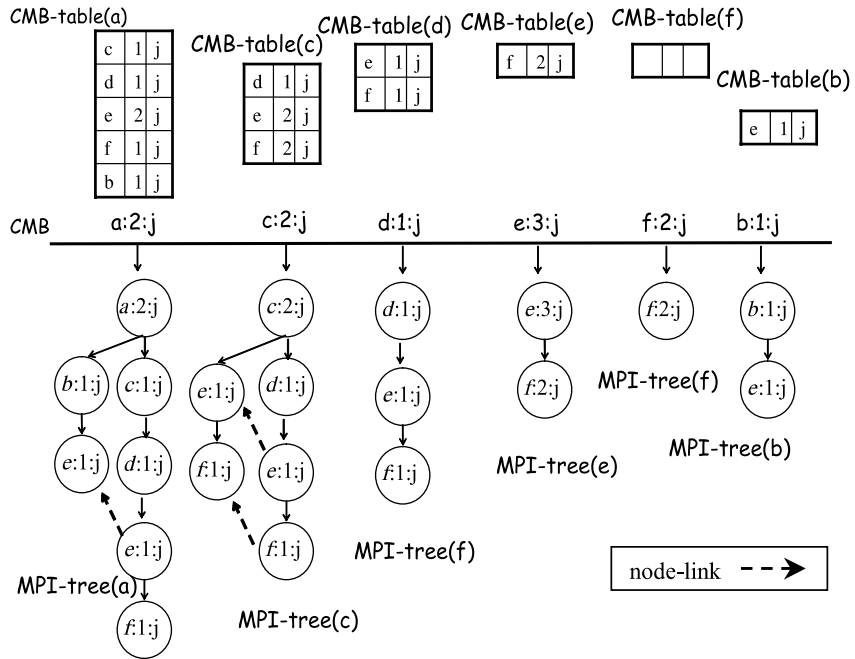 CMB-table(a)
c 1 j
d 1 j
e 2 j
f 1 j
b 1 j
CMB-table(c)
d 1 j
e 2 j
f 2 j
CMB-table(d)
e 1 j
f 1 j
CMB-table(e)
f 2 j
CMB-table(f)
CMB-table(b)
e 1 j
CMB a:2:j c:2:j d:1:j e:3:j f:2:j b:1:j
a:2:j
b:1:j c:1:j
e:1:j d:1:j
e:1:j
f:1:j
MPI-tree(a)
c:2:j
e:1:j d:1:j
f:1:j e:1:j
f:1:j
MPI-tree(c)
d:1:j
e:1:j
f:1:j
MPI-tree(f)
e:3:j
f:2:j
MPI-tree(e)
f:2:j
MPI-tree(f)
b:1:j
e:1:j
MPI-tree(b)
node-link